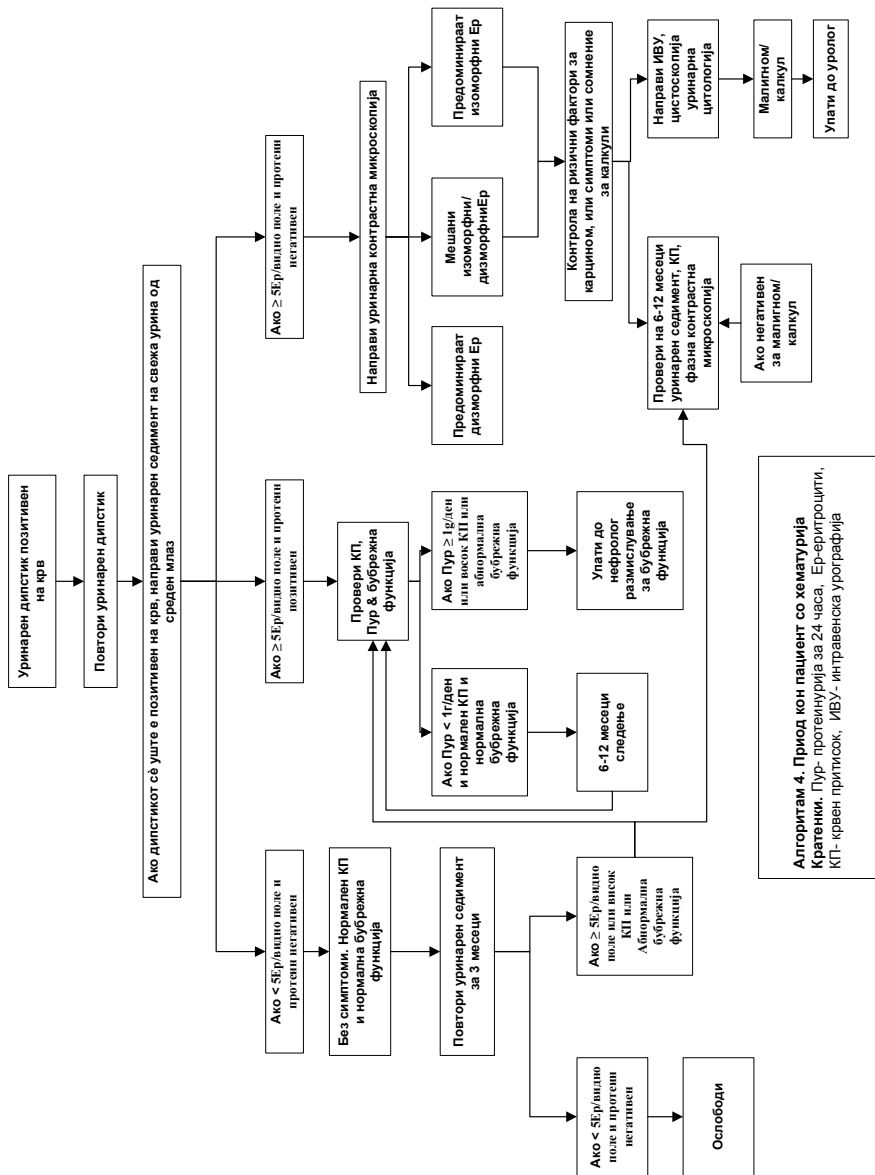 Уринарен дипстик позитивен
на крв
Повтори уринарен дипстик
Ако дипстикот сè уште е позитивен на крв, направи уринарен седимент на свежа урина од
среден млаз
Ако < 5Ер/видно поле и
протеин негативен
Без симптоми. Нормален КП
и нормална бубрежна
функција
Повтори уринарен седимент
за 3 месеци
Ако < 5Ер/видно
поле и протеин
негативен
Ослободи
Ако ≥ 5Ер/видно
поле или висок
КП или
Абнормална
бубрежна
функција
Ако ≥ 5Ер/видно поле и протеин
позитивен
Провери КП,
Пур & бубрежна
функција
Ако Пур < 1г/ден
и нормален КП и
нормална
бубрежна
функција
6-12 месеци
следење
Ако Пур ≥ 1g/ден
или восок КП или
абнормална
бубрежна
функција
Упати до
нефролог
размислување
за бубрежна
функција
Ако ≥ 5Ер/видно поле и протеин
негативен
Направи уринарна контрастна микроскопија
Предоминираат
дизморфни Ер
Мешани
изоморфни/
дизморфниЕр
Предоминираат
изоморфни Ер
Контрола на ризични фактори за
карцином, или симптоми или сомнение
за калкули
Провери на 6-12 месеци
уринарен седимент, КП,
фазна контрастна
микроскопија
Ако негативен
за малигном/
калкул
Направи ИВУ,
цистоскопија
уринарна
цитологија
Малигном/
калкул
Упати до уролог
Алгоритам 4. Приод кон пациент со хематурија
Кратенки. Пур- протеинурија за 24 часа, Ер-еритроцити,
КП- крвен притисок, ИВУ- интравенска урографија